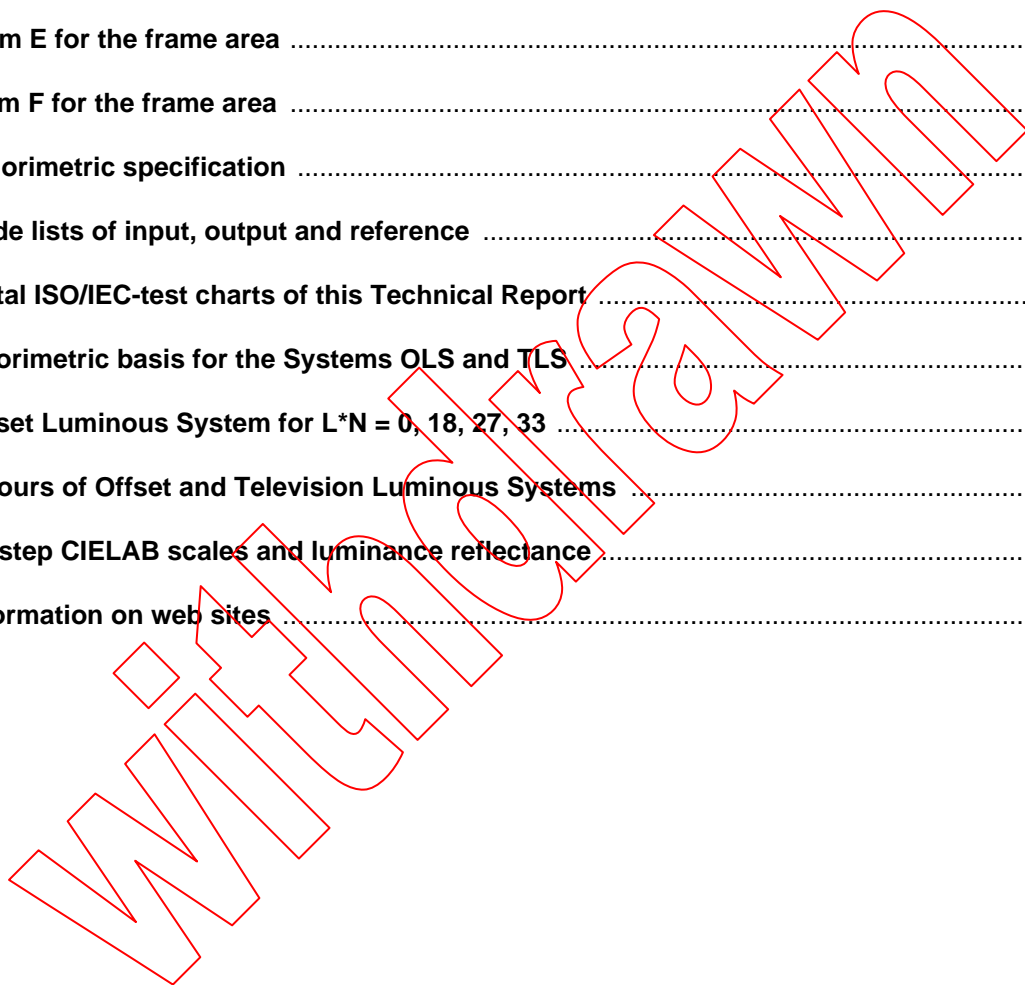 m E for the frame area
m F for the frame area
orimetric specification
de lists of input, output and reference
tal ISO/IEC-test charts of this Technical Report
orimetric basis for the Systems OLS and TLS
set Luminous System for L*N = 0, 18, 27, 33
ours of Offset and Television Luminous Systems
step CIELAB scales and luminance reflectance
ormation on web sites
withdrawn